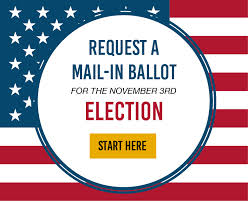 REQUEST A
MAIL-IN BALLOT
FOR THE NOVEMBER 3RD
ELECTION
START HERE